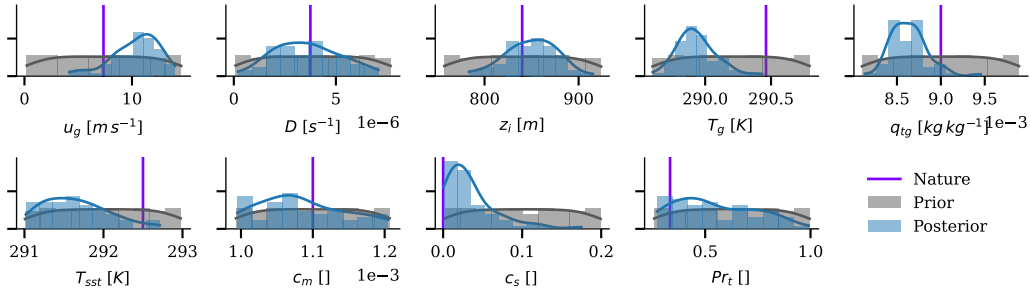 0 10
u_g [m s⁻¹]
0 5
1e−6
D [s⁻¹]
800 900
z_i [m]
290.0 290.5
T_g [K]
8.5 9.0
1e−3
q_tg [kg kg⁻¹]
291 292 293
T_sst [K]
1.0 1.1 1.2
1e−3
c_m []
0.0 0.1 0.2
c_s []
0.5 1.0
Pr_t []
Nature
Prior
Posterior